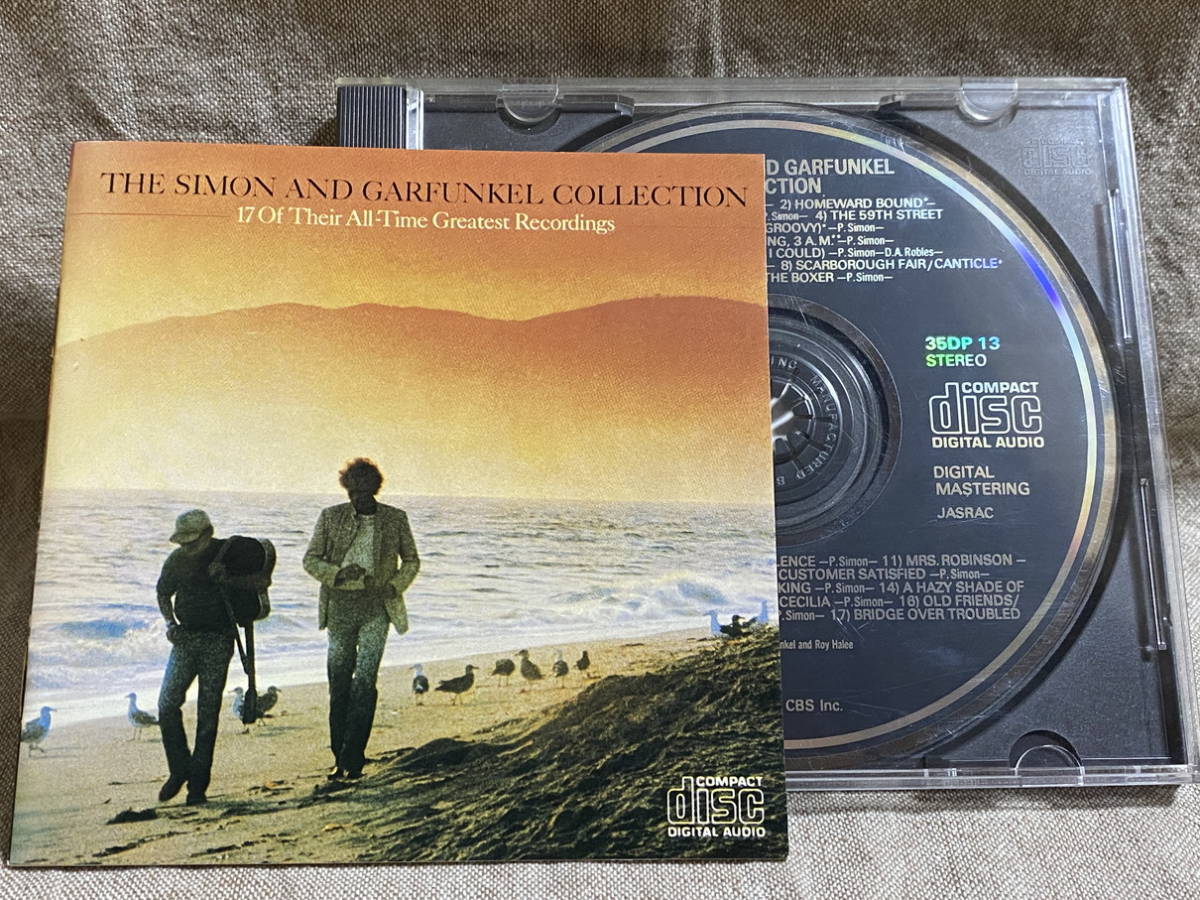 THE SIMON AND GARFUNKEL COLLECTION
17 Of Their All-Time Greatest Recordings
COMPACT
disc
DIGITAL AUDIO
D GARFUNKEL
CTION
2) HOMEWARD BOUND*–
P. Simon– 4) THE 59TH STREET
GROOVY)* –P. Simon–
NG, 3 A.M.** –P. Simon–
I COULD) –P. Simon–D.A. Robles–
– 8) SCARBOROUGH FAIR/CANTICLE*
THE BOXER –P. Simon–
35DP 13
STEREO
COMPACT
disc
DIGITAL AUDIO
DIGITAL
MASTERING
JASRAC
MANUFACTURED
LENCE –P. Simon– 11) MRS. ROBINSON –
CUSTOMER SATISFIED –P. Simon–
KING –P. Simon– 14) A HAZY SHADE OF
CECILIA –P. Simon– 16) OLD FRIENDS/
P. Simon– 17) BRIDGE OVER TROUBLED
nkel and Roy Halee
CBS Inc.
COMPACT
disc
DIGITAL AUDIO